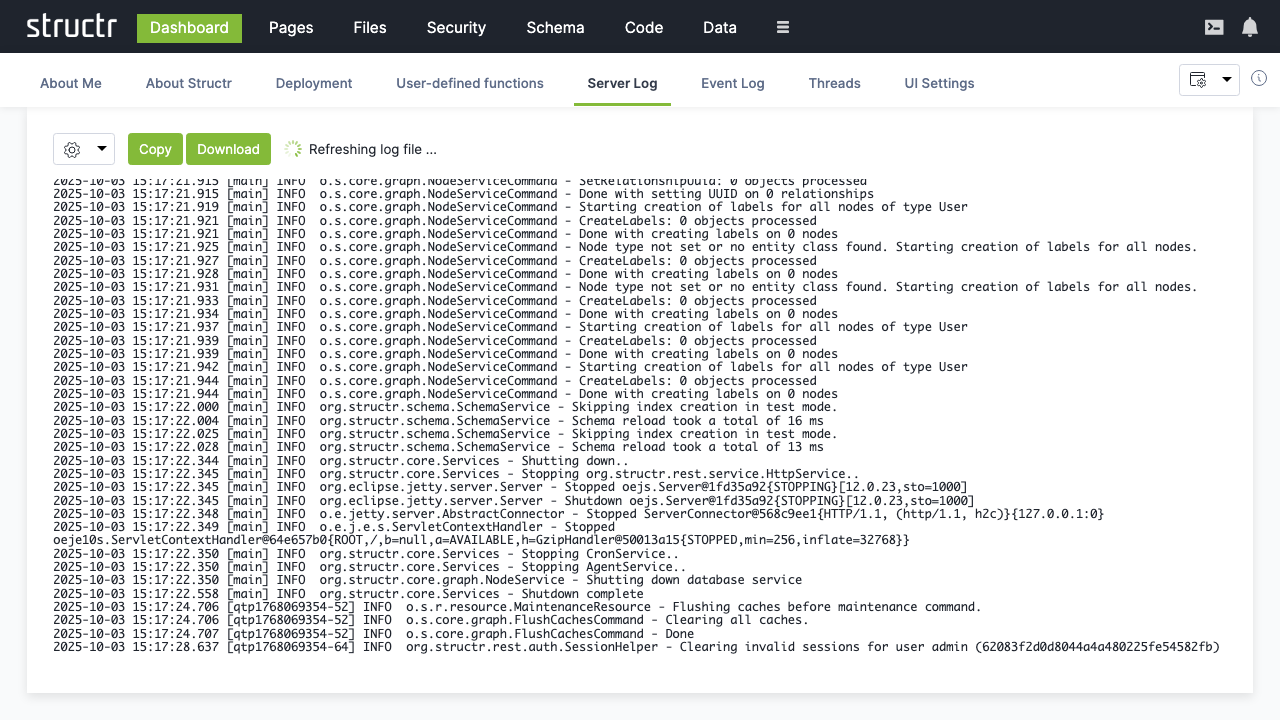 structr Dashboard Pages Files Security Schema Code Data
About Me About Structr Deployment User-defined functions Server Log Event Log Threads UI Settings
Copy Download Refreshing log file ...
2025-10-03 15:17:21.915 [main] INFO  o.s.core.graph.NodeServiceCommand - SetRelationshipUuid: 0 objects processed
2025-10-03 15:17:21.915 [main] INFO  o.s.core.graph.NodeServiceCommand - Done with setting UUID on 0 relationships
2025-10-03 15:17:21.919 [main] INFO  o.s.core.graph.NodeServiceCommand - Starting creation of labels for all nodes of type User
2025-10-03 15:17:21.921 [main] INFO  o.s.core.graph.NodeServiceCommand - CreateLabels: 0 objects processed
2025-10-03 15:17:21.921 [main] INFO  o.s.core.graph.NodeServiceCommand - Done with creating labels on 0 nodes
2025-10-03 15:17:21.925 [main] INFO  o.s.core.graph.NodeServiceCommand - Node type not set or no entity class found. Starting creation of labels for all nodes.
2025-10-03 15:17:21.927 [main] INFO  o.s.core.graph.NodeServiceCommand - CreateLabels: 0 objects processed
2025-10-03 15:17:21.928 [main] INFO  o.s.core.graph.NodeServiceCommand - Done with creating labels on 0 nodes
2025-10-03 15:17:21.931 [main] INFO  o.s.core.graph.NodeServiceCommand - Node type not set or no entity class found. Starting creation of labels for all nodes.
2025-10-03 15:17:21.933 [main] INFO  o.s.core.graph.NodeServiceCommand - CreateLabels: 0 objects processed
2025-10-03 15:17:21.934 [main] INFO  o.s.core.graph.NodeServiceCommand - Done with creating labels on 0 nodes
2025-10-03 15:17:21.937 [main] INFO  o.s.core.graph.NodeServiceCommand - Starting creation of labels for all nodes of type User
2025-10-03 15:17:21.939 [main] INFO  o.s.core.graph.NodeServiceCommand - CreateLabels: 0 objects processed
2025-10-03 15:17:21.939 [main] INFO  o.s.core.graph.NodeServiceCommand - Done with creating labels on 0 nodes
2025-10-03 15:17:21.942 [main] INFO  o.s.core.graph.NodeServiceCommand - Starting creation of labels for all nodes of type User
2025-10-03 15:17:21.944 [main] INFO  o.s.core.graph.NodeServiceCommand - CreateLabels: 0 objects processed
2025-10-03 15:17:21.944 [main] INFO  o.s.core.graph.NodeServiceCommand - Done with creating labels on 0 nodes
2025-10-03 15:17:22.000 [main] INFO  org.structr.schema.SchemaService - Skipping index creation in test mode.
2025-10-03 15:17:22.004 [main] INFO  org.structr.schema.SchemaService - Schema reload took a total of 16 ms
2025-10-03 15:17:22.025 [main] INFO  org.structr.schema.SchemaService - Skipping index creation in test mode.
2025-10-03 15:17:22.028 [main] INFO  org.structr.schema.SchemaService - Schema reload took a total of 13 ms
2025-10-03 15:17:22.344 [main] INFO  org.structr.core.Services - Shutting down..
2025-10-03 15:17:22.345 [main] INFO  org.structr.core.Services - Stopping org.structr.rest.service.HttpService..
2025-10-03 15:17:22.345 [main] INFO  org.eclipse.jetty.server.Server - Stopped oejs.Server@1fd35a92{STOPPING}[12.0.23,sto=1000]
2025-10-03 15:17:22.345 [main] INFO  org.eclipse.jetty.server.Server - Shutdown oejs.Server@1fd35a92{STOPPING}[12.0.23,sto=1000]
2025-10-03 15:17:22.348 [main] INFO  o.e.jetty.server.AbstractConnector - Stopped ServerConnector@568c9ee1{HTTP/1.1, (http/1.1, h2c)}{127.0.0.1:0}
2025-10-03 15:17:22.349 [main] INFO  o.e.j.e.s.ServletContextHandler - Stopped
oeje10s.ServletContextHandler@64e657b0{ROOT,/,b=null,a=AVAILABLE,h=GzipHandler@50013a15{STOPPED,min=256,inflate=32768}}
2025-10-03 15:17:22.350 [main] INFO  org.structr.core.Services - Stopping CronService..
2025-10-03 15:17:22.350 [main] INFO  org.structr.core.Services - Stopping AgentService..
2025-10-03 15:17:22.350 [main] INFO  org.structr.core.graph.NodeService - Shutting down database service
2025-10-03 15:17:22.558 [main] INFO  org.structr.core.Services - Shutdown complete
2025-10-03 15:17:24.706 [qtp1768069354-52] INFO  o.s.r.resource.MaintenanceResource - Flushing caches before maintenance command.
2025-10-03 15:17:24.706 [qtp1768069354-52] INFO  o.s.core.graph.FlushCachesCommand - Clearing all caches.
2025-10-03 15:17:24.707 [qtp1768069354-52] INFO  o.s.core.graph.FlushCachesCommand - Done
2025-10-03 15:17:28.637 [qtp1768069354-64] INFO  org.structr.rest.auth.SessionHelper - Clearing invalid sessions for user admin (62083f2d0d8044a4a480225fe54582fb)